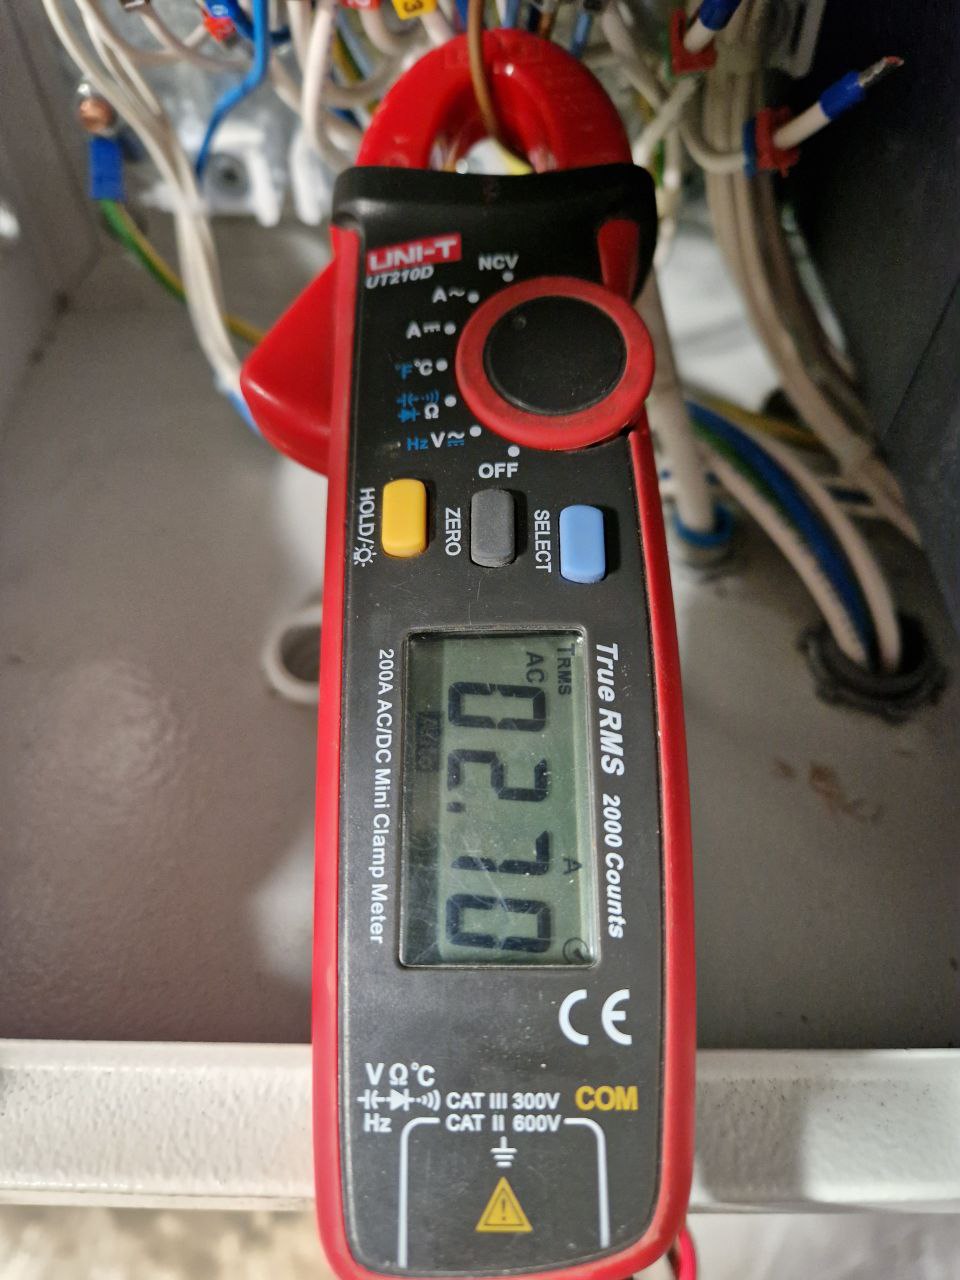 3
UNI-T
UT210D
NCV
A~
A⎓
°F°C
Ω
Hz V≂
OFF
HOLD/
ZERO
SELECT
TRMS
AC
02.70
A
True RMS 2000 Counts
200A AC/DC Mini Clamp Meter
CE
V Ω °C
COM
CAT III 300V
Hz
CAT II 600V